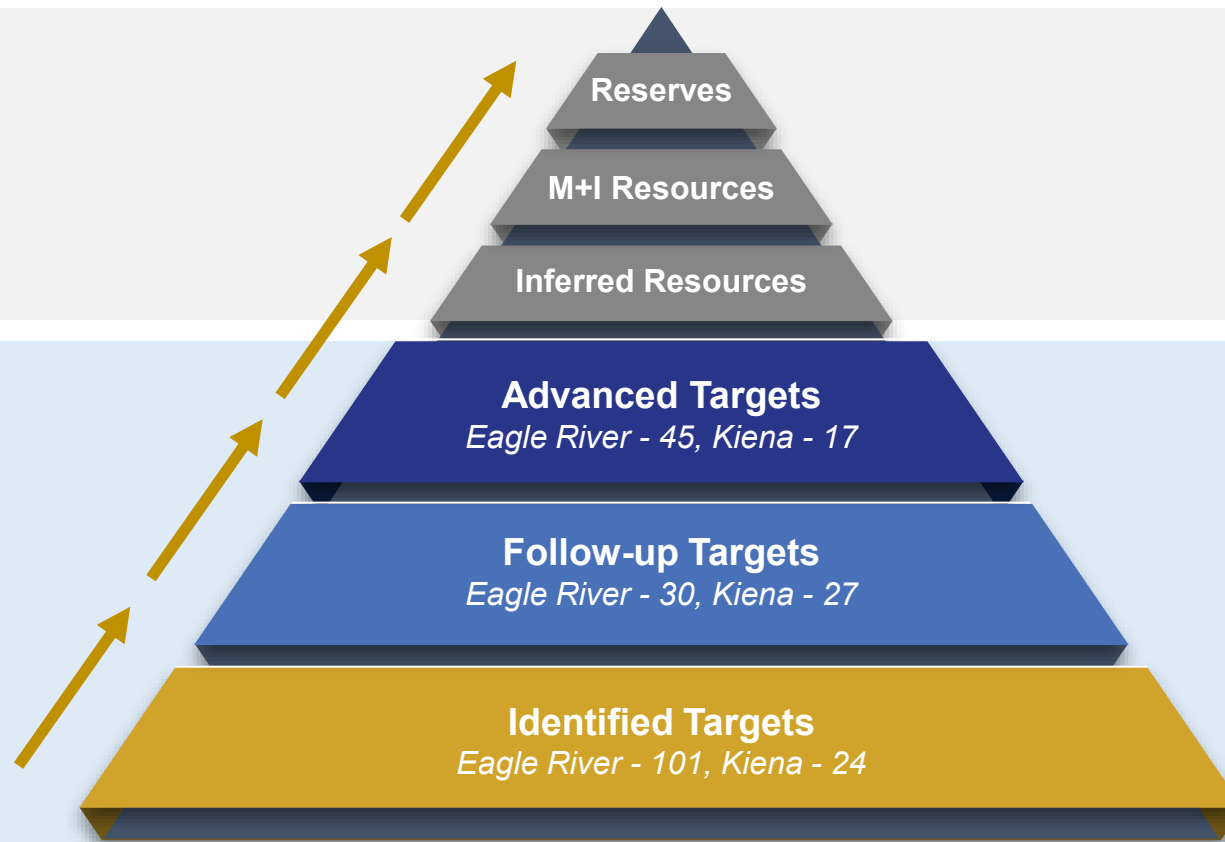 Reserves
M+I Resources
Inferred Resources
Advanced Targets
Eagle River - 45, Kiena - 17
Follow-up Targets
Eagle River - 30, Kiena - 27
Identified Targets
Eagle River - 101, Kiena - 24